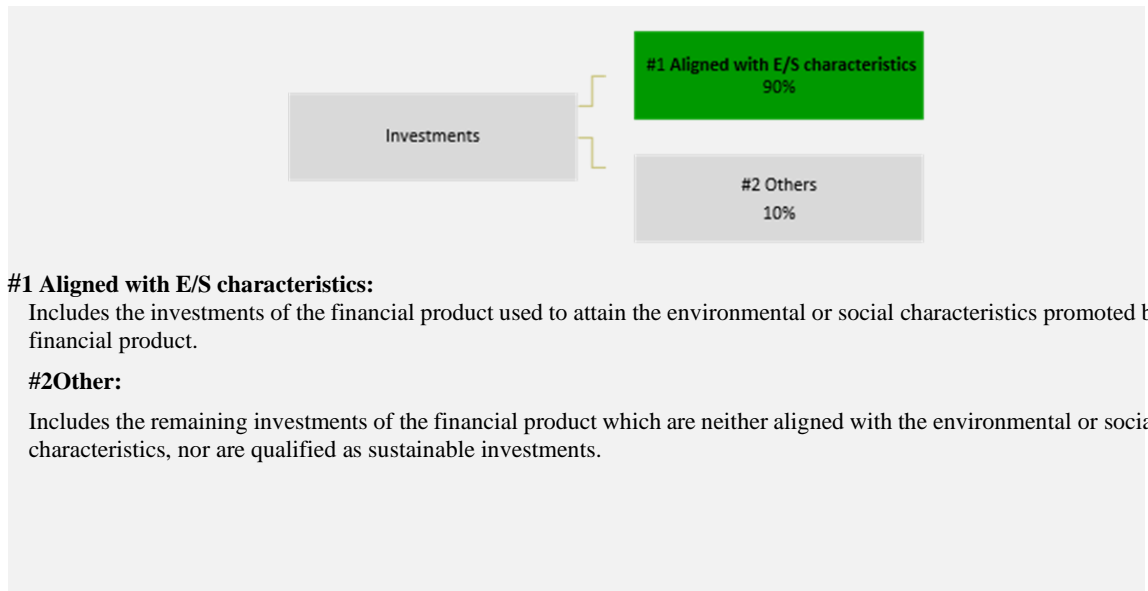 #1 Aligned with E/S characteristics
90%
Investments
#2 Others
10%
#1 Aligned with E/S characteristics:
Includes the investments of the financial product used to attain the environmental or social characteristics promoted
financial product.
#2Other:
Includes the remaining investments of the financial product which are neither aligned with the environmental or
characteristics, nor are qualified as sustainable investments.